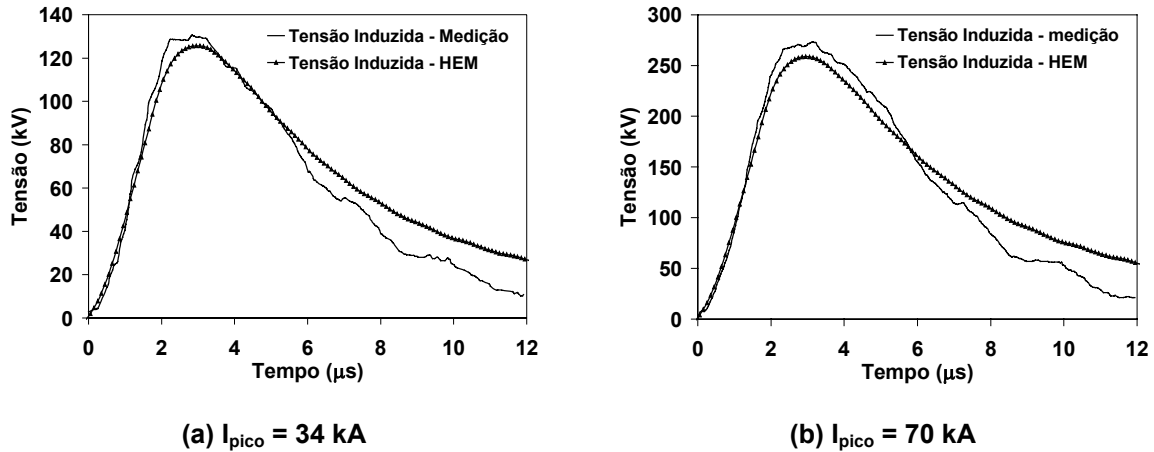 140
120
100
80
60
40
20
0
Tensão (kV)
Tensão Induzida - Medição
Tensão Induzida - HEM
0 2 4 6 8 10 12
Tempo (μs)
(a) Ipico = 34 kA
300
250
200
150
100
50
0
Tensão (kV)
Tensão Induzida - medição
Tensão Induzida - HEM
0 2 4 6 8 10 12
Tempo (μs)
(b) Ipico = 70 kA